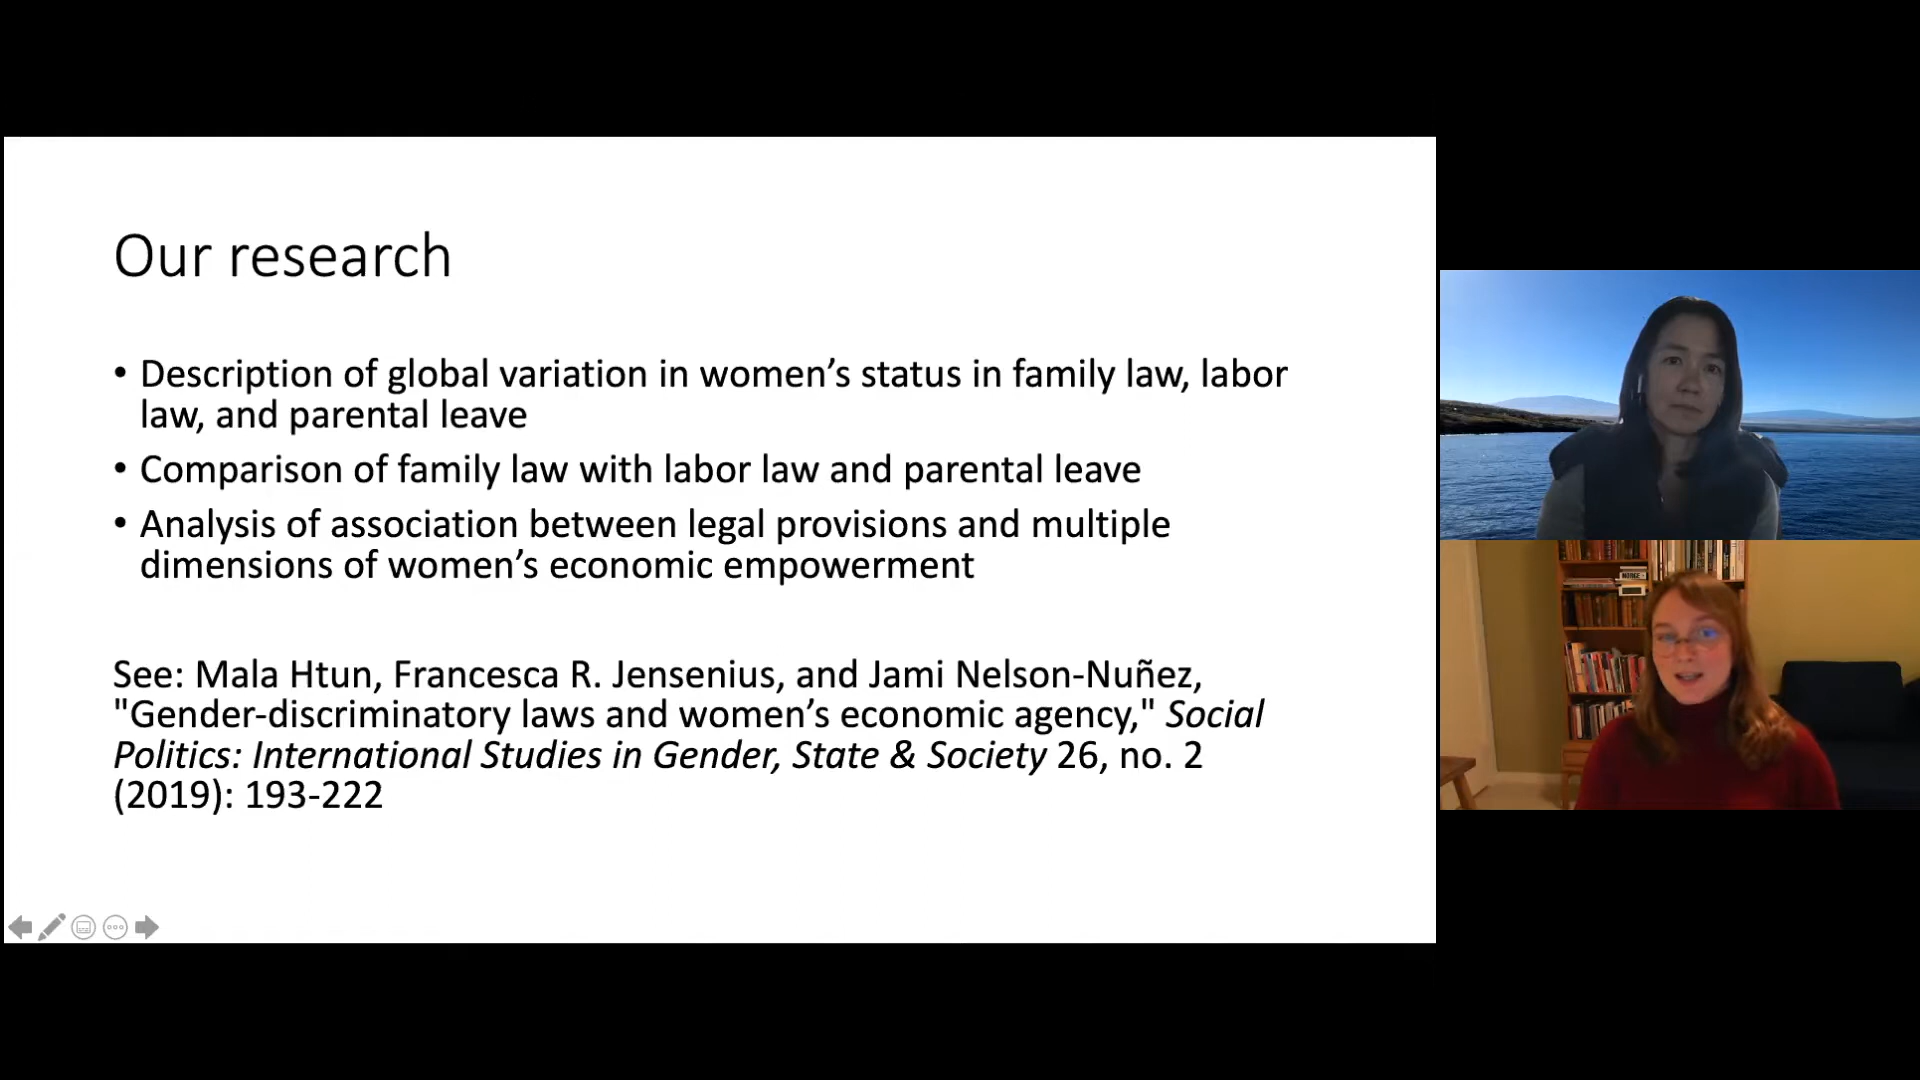 Our research
• Description of global variation in women’s status in family law, labor
law, and parental leave
• Comparison of family law with labor law and parental leave
• Analysis of association between legal provisions and multiple
dimensions of women’s economic empowerment
See: Mala Htun, Francesca R. Jensenius, and Jami Nelson-Nuñez,
"Gender-discriminatory laws and women’s economic agency," Social
Politics: International Studies in Gender, State & Society 26, no. 2
(2019): 193-222
NORGE